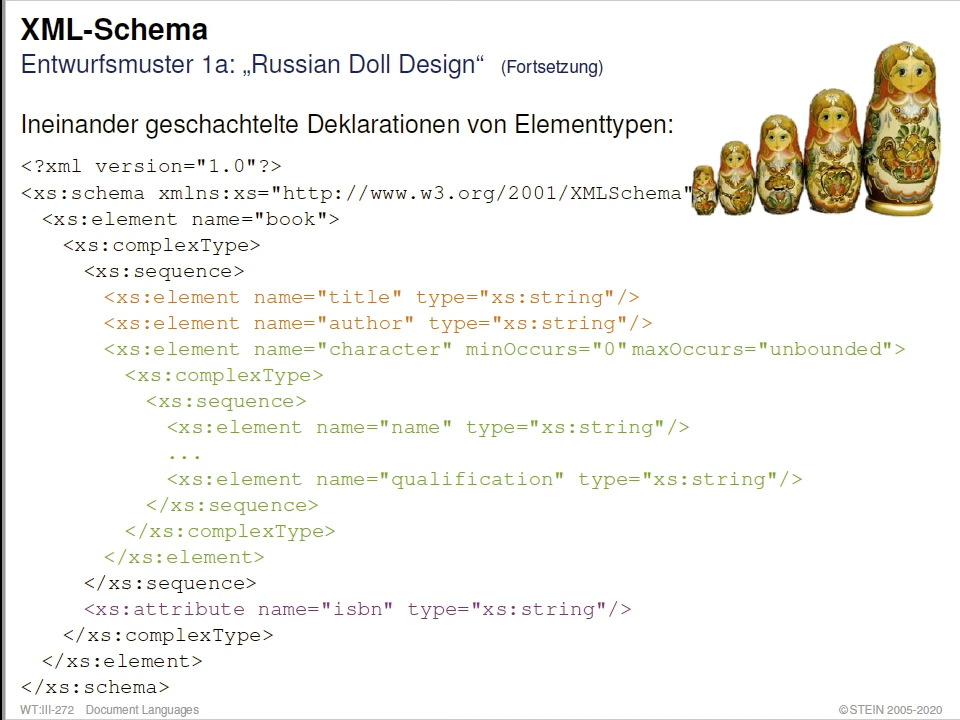 XML-Schema
Entwurfsmuster 1a: „Russian Doll Design“ (Fortsetzung)
Ineinander geschachtelte Deklarationen von Elementtypen:
<?xml version="1.0"?>
<xs:schema xmlns:xs="http://www.w3.org/2001/XMLSchema"
<xs:element name="book">
<xs:complexType>
<xs:sequence>
<xs:element name="title" type="xs:string"/>
<xs:element name="author" type="xs:string"/>
<xs:element name="character" minOccurs="0" maxOccurs="unbounded">
<xs:complexType>
<xs:sequence>
<xs:element name="name" type="xs:string"/>
...
<xs:element name="qualification" type="xs:string"/>
</xs:sequence>
</xs:complexType>
</xs:element>
</xs:sequence>
<xs:attribute name="isbn" type="xs:string"/>
</xs:complexType>
</xs:element>
</xs:schema>
WT:III-272 Document Languages ©STEIN 2005-2020